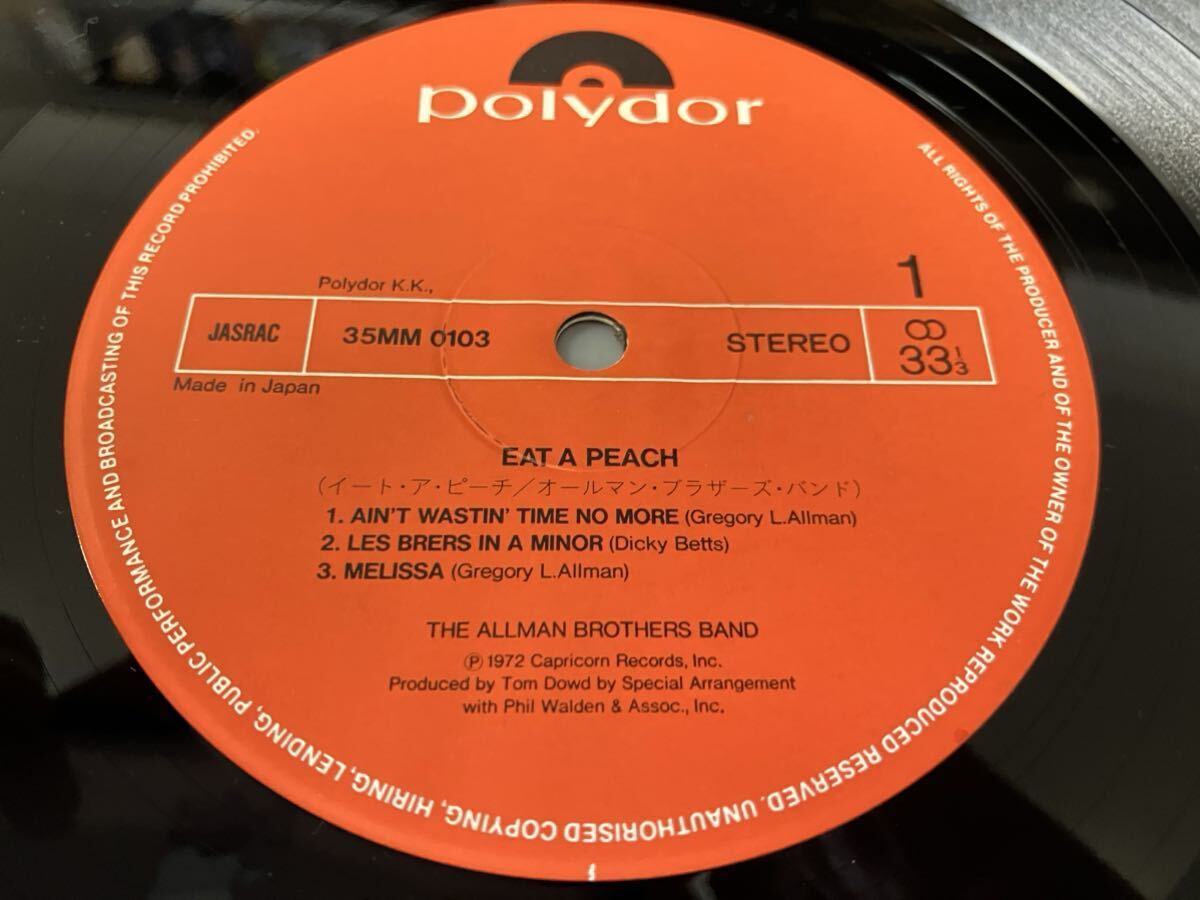 polydor
1
Polydor K.K.,
JASRAC
35MM 0103
STEREO
33 1/3
Made in Japan
EAT A PEACH
(イート・ア・ピーチ/オールマン・ブラザーズ・バンド)
1. AIN'T WASTIN' TIME NO MORE (Gregory L.Allman)
2. LES BRERS IN A MINOR (Dicky Betts)
3. MELISSA (Gregory L.Allman)
THE ALLMAN BROTHERS BAND
Ⓟ 1972 Capricorn Records, Inc.
Produced by Tom Dowd by Special Arrangement
with Phil Walden & Assoc., Inc.
ALL RIGHTS OF THE PRODUCER AND OF THE OWNER OF THE WORK REPRODUCED RESERVED. UNAUTHORISED COPYING, HIRING, LENDING, PUBLIC PERFORMANCE AND BROADCASTING OF THIS RECORD PROHIBITED.